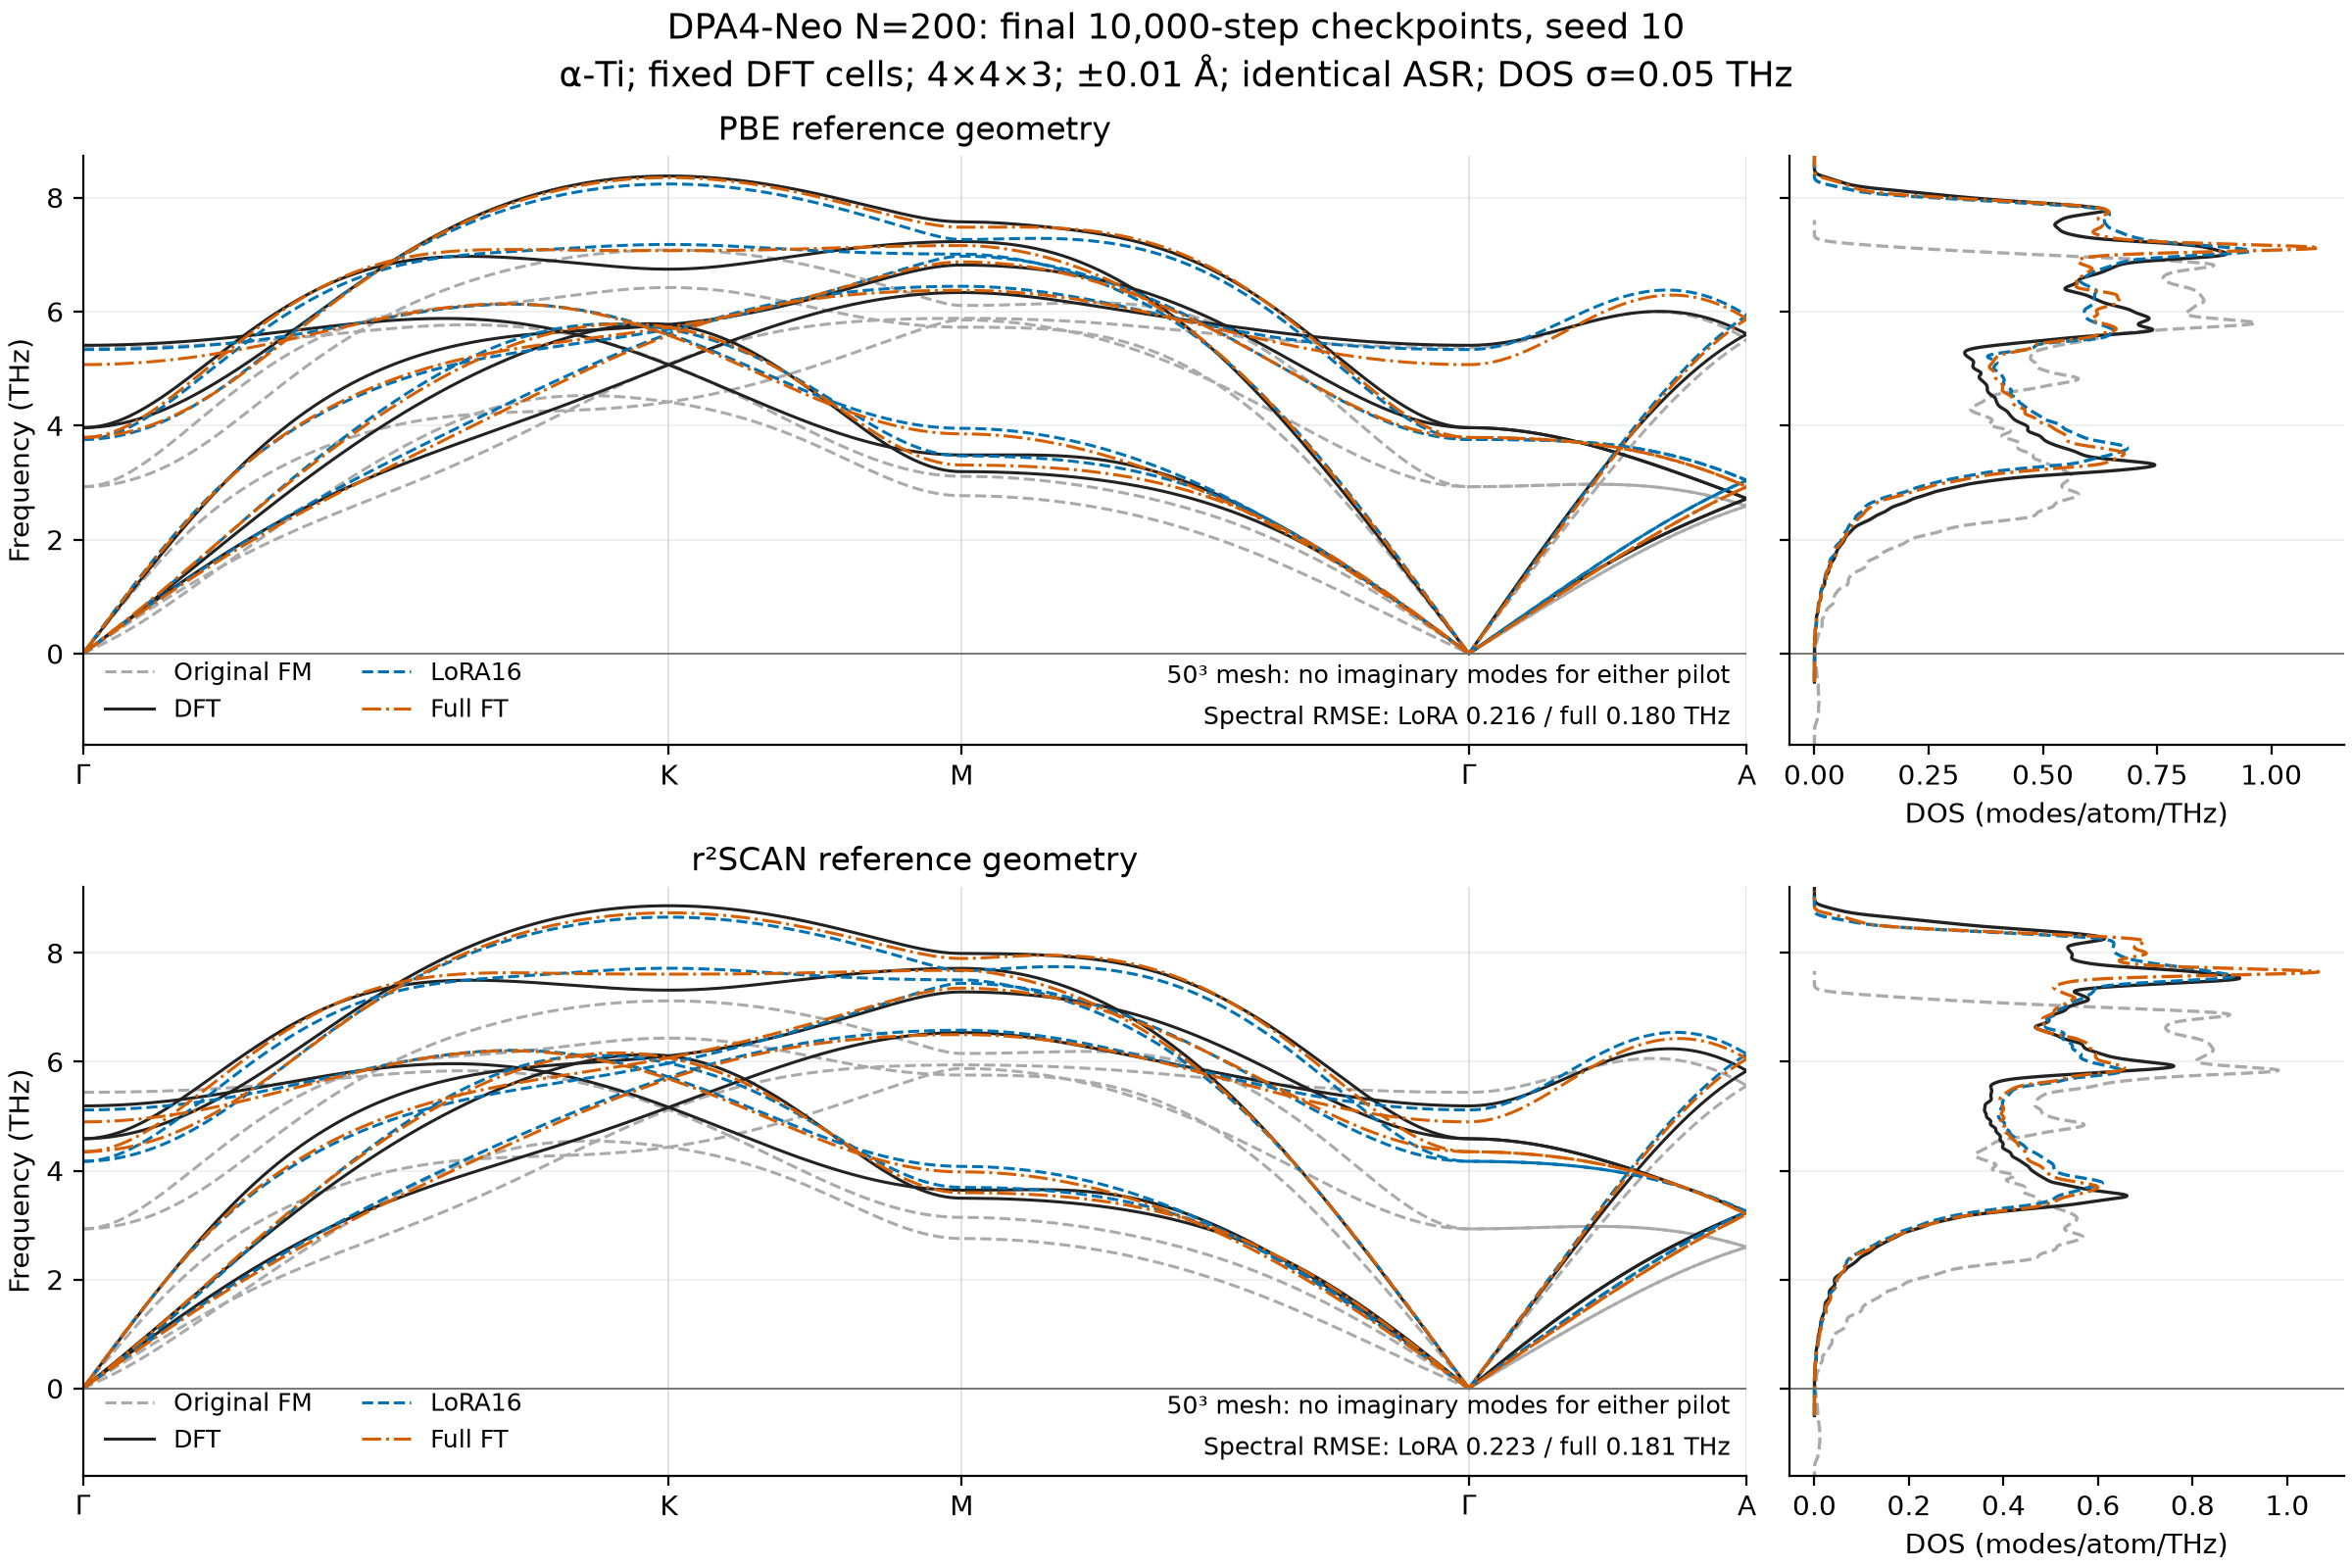 DPA4-Neo N=200: final 10,000-step checkpoints, seed 10
α-Ti; fixed DFT cells; 4×4×3; ±0.01 Å; identical ASR; DOS σ=0.05 THz
PBE reference geometry
Frequency (THz)
8
6
4
2
0
Original FM
DFT
LoRA16
Full FT
50³ mesh: no imaginary modes for either pilot
Spectral RMSE: LoRA 0.216 / full 0.180 THz
Γ K M Γ A
0.00 0.25 0.50 0.75 1.00
DOS (modes/atom/THz)
r²SCAN reference geometry
Frequency (THz)
8
6
4
2
0
Original FM
DFT
LoRA16
Full FT
50³ mesh: no imaginary modes for either pilot
Spectral RMSE: LoRA 0.223 / full 0.181 THz
Γ K M Γ A
0.0 0.2 0.4 0.6 0.8 1.0
DOS (modes/atom/THz)